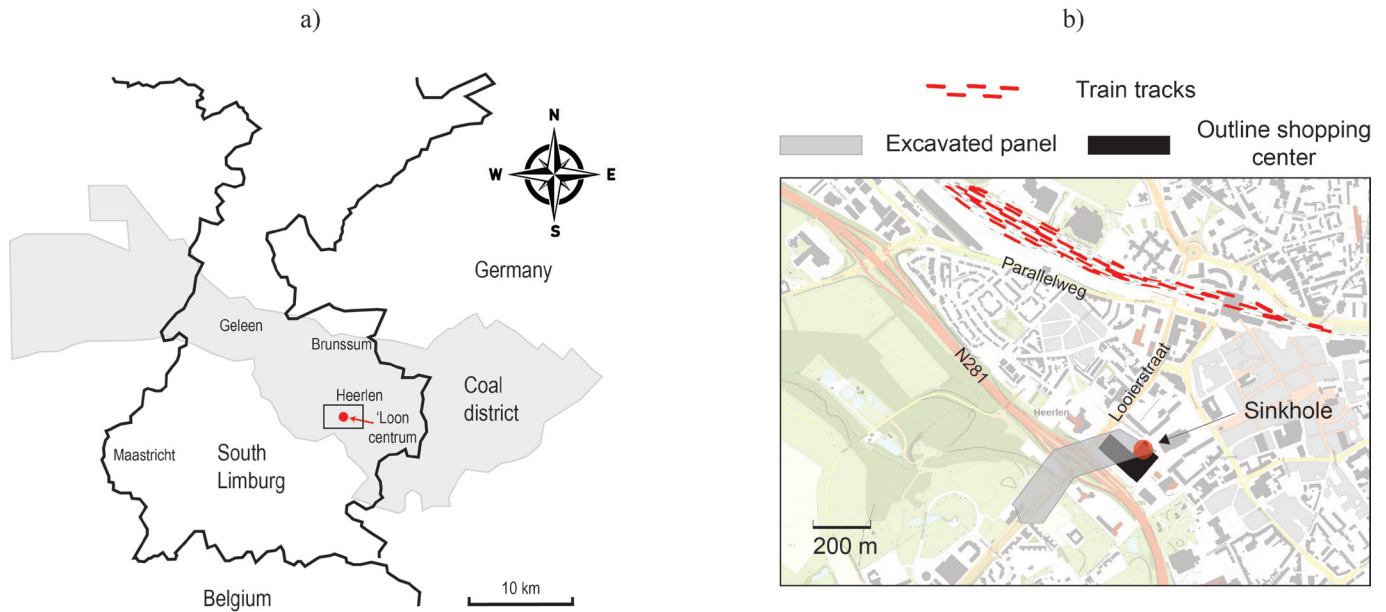 a)
N
W
E
S
Germany
Geleen
Brunssum
Heerlen
'Loon
centrum
Coal
district
Maastricht
South
Limburg
Belgium
10 km
b)
Train tracks
Excavated panel
Outline shopping
center
Parallelweg
N281
Looierstraat
Heerlen
Sinkhole
200 m